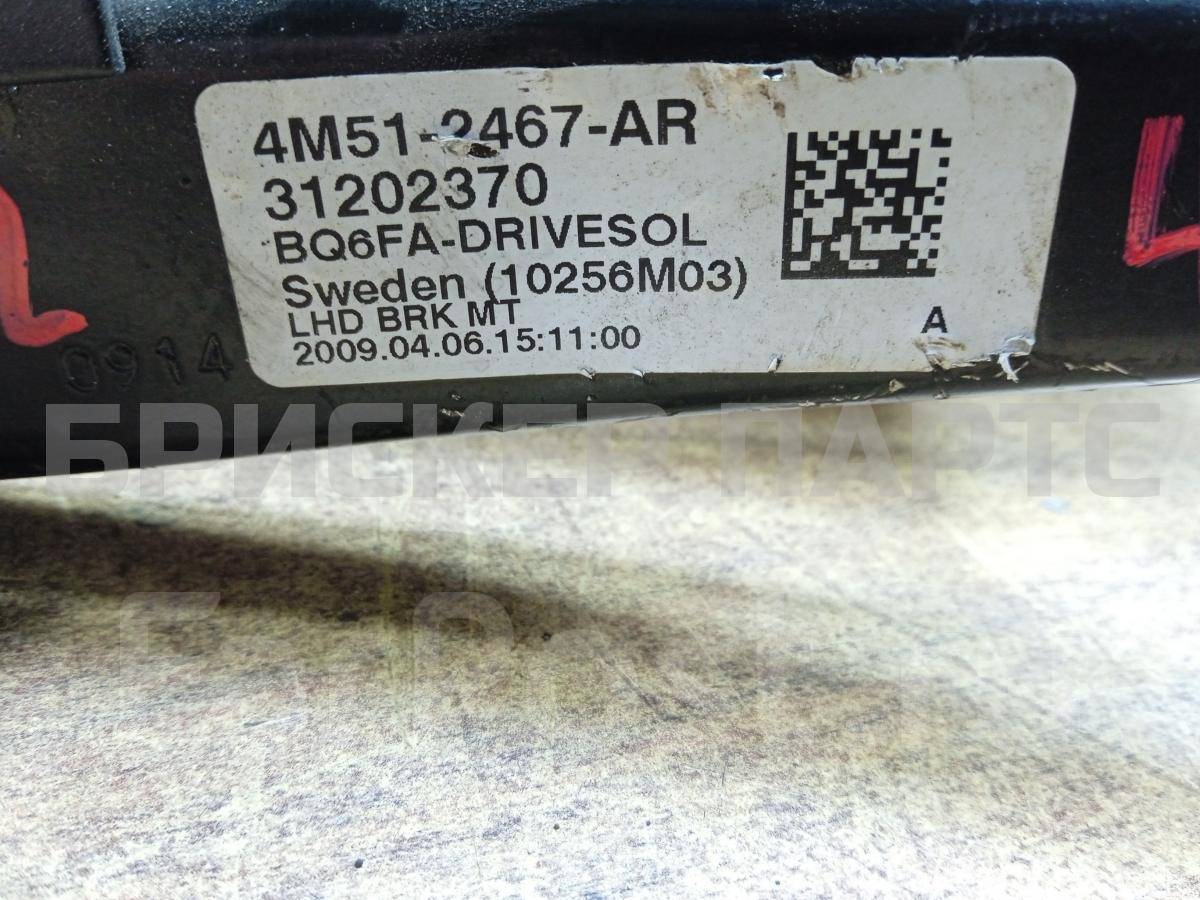 4M51-2467-AR
31202370
BQ6FA-DRIVESOL
Sweden (10256M03)
LHD BRK MT
2009.04.06.15:11:00
A
0914
4
БРИСКЕР ПАРТС